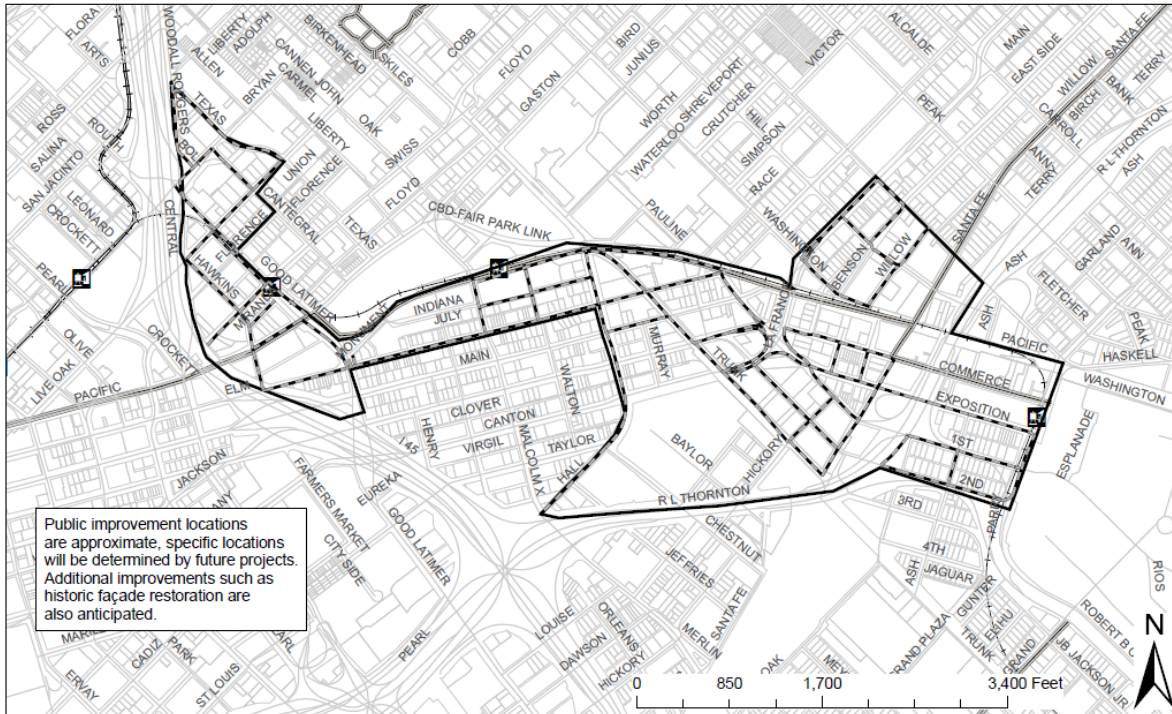 FLORA
ARTS
WOODALL RODGERS
LIBERTY
ADOLPH
ALLEN
BRYAN
CANNEN JOHN
CARMEL
BIRKENHEAD
SKILES
COBB
FLOYD
GASTON
BIRD
JUNIUS
VICTOR
ALCALDE
MAIN
EAST SIDE
SANTA FE
WILLOW
BIRCH
BANK
TERRY
TERRY
CARROLL
ANN
R L THORNTON
ASH
ROSS
SALINA
ROUTH
SAN JACINTO
LEONARD
CROCKETT
PEARL
TEXAS
OAK
LIBERTY
SWISS
UNION
FLORENCE
FLOYD
CANTEGRAL
TEXAS
WORTH
WATERLOO SHREVEPORT
CRUTCHER
HILL
SIMPSON
RACE
PEAK
WASHINGTON
PAULINE
CBD-FAIR PARK LINK
CENTRAL
HAWKINS
FLORENCE
GOOD LATIMER
MIRANDA
MONUMENT
INDIANA
JULY
MAIN
BENSON
WILLOW
SANTA FE
ASH
GARLAND
ANN
ASH
FLETCHER
PEAK
HASKELL
WASHINGTON
PACIFIC
COMMERCE
EXPOSITION
1ST
2ND
3RD
4TH
PARRY
ESPLANADE
OLIVE
LIVE OAK
CROCKETT
PACIFIC
ELM
CLOVER
CANTON
VIRGIL
TAYLOR
WALTON
HENRY
MALCOLM X
HALL
MURRAY
TRUNK
BAYLOR
HICKORY
R L THORNTON
I 45
EUREKA
GOOD LATIMER
JACKSON
FARMERS MARKET
CITY SIDE
CHESTNUT
JEFFRIES
SANTA FE
MERLIN
LOUISE
DAWSON
ORLEANS
HICKORY
OAK
ASH
JAGUAR
GUNTER
ELIHU
TRUNK
GRAND
GRAND PLAZA
RIOS
JB JACKSON JR
Public improvement locations
are approximate, specific locations
will be determined by future projects.
Additional improvements such as
historic façade restoration are
also anticipated.
CADIZ
PARK
ERVAY
ST LOUIS
PEARL
N
0 850 1,700 3,400 Feet